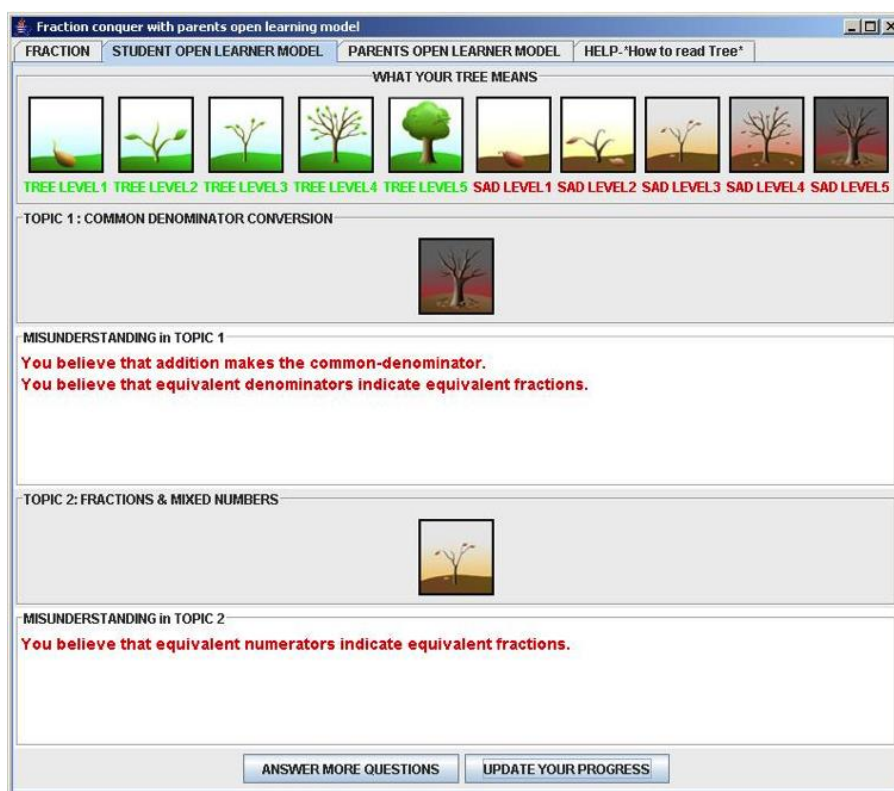 Fraction conquer with parents open learning model
FRACTION STUDENT OPEN LEARNER MODEL PARENTS OPEN LEARNER MODEL HELP-*How to read Tree*
WHAT YOUR TREE MEANS
TREE LEVEL1 TREE LEVEL2 TREE LEVEL3 TREE LEVEL4 TREE LEVEL5 SAD LEVEL1 SAD LEVEL2 SAD LEVEL3 SAD LEVEL4 SAD LEVEL5
TOPIC 1 : COMMON DENOMINATOR CONVERSION
MISUNDERSTANDING in TOPIC 1
You believe that addition makes the common-denominator.
You believe that equivalent denominators indicate equivalent fractions.
TOPIC 2: FRACTIONS & MIXED NUMBERS
MISUNDERSTANDING in TOPIC 2
You believe that equivalent numerators indicate equivalent fractions.
ANSWER MORE QUESTIONS UPDATE YOUR PROGRESS